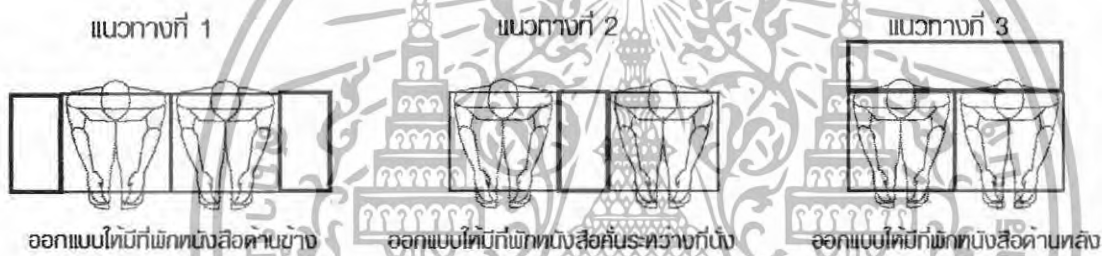 แนวทางที่ 1
แนวทางที่ 2
แนวทางที่ 3
ออกแบบให้มีที่พักหนังสือด้านข้าง
ออกแบบให้มีที่พักหนังสือคั่นระหว่างที่นั่ง
ออกแบบให้มีที่พักหนังสือด้านหลัง